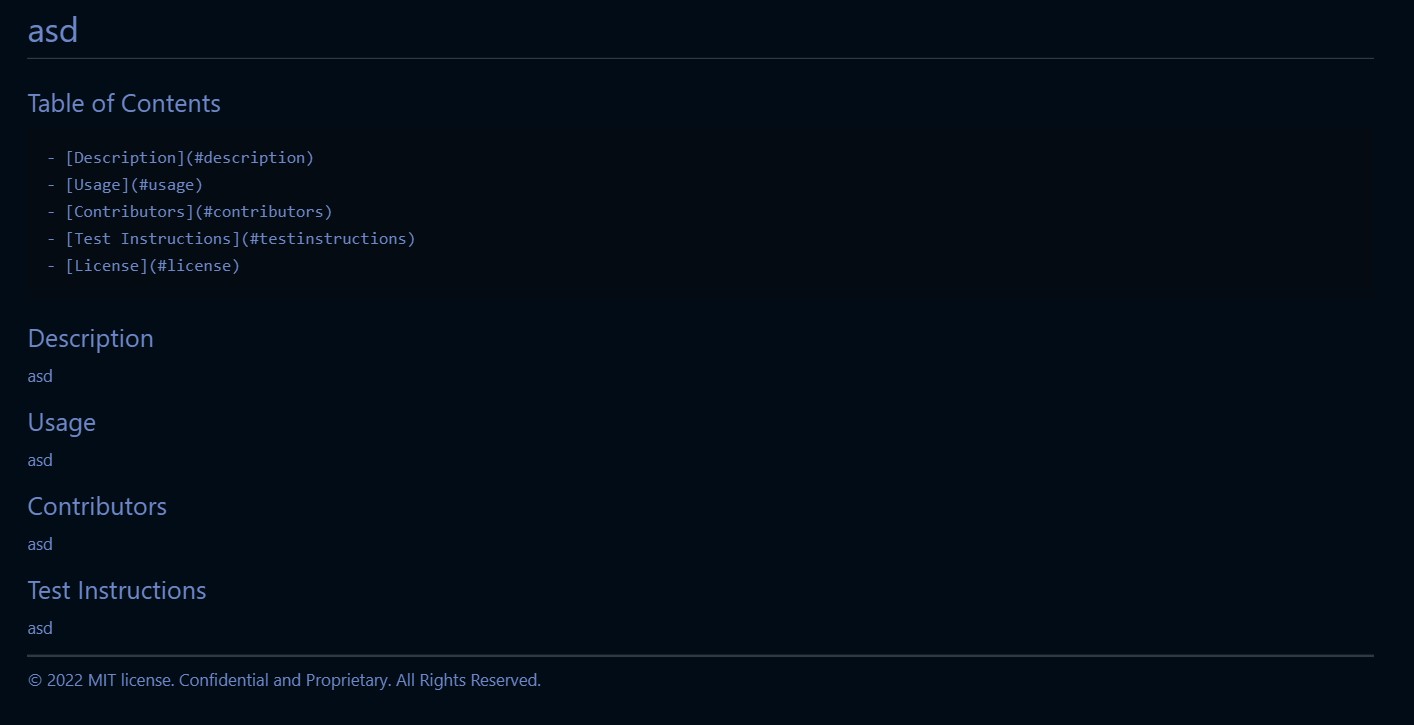 asd
Table of Contents
- [Description](#description)
- [Usage](#usage)
- [Contributors](#contributors)
- [Test Instructions](#testinstructions)
- [License](#license)
Description
asd
Usage
asd
Contributors
asd
Test Instructions
asd
© 2022 MIT license. Confidential and Proprietary. All Rights Reserved.